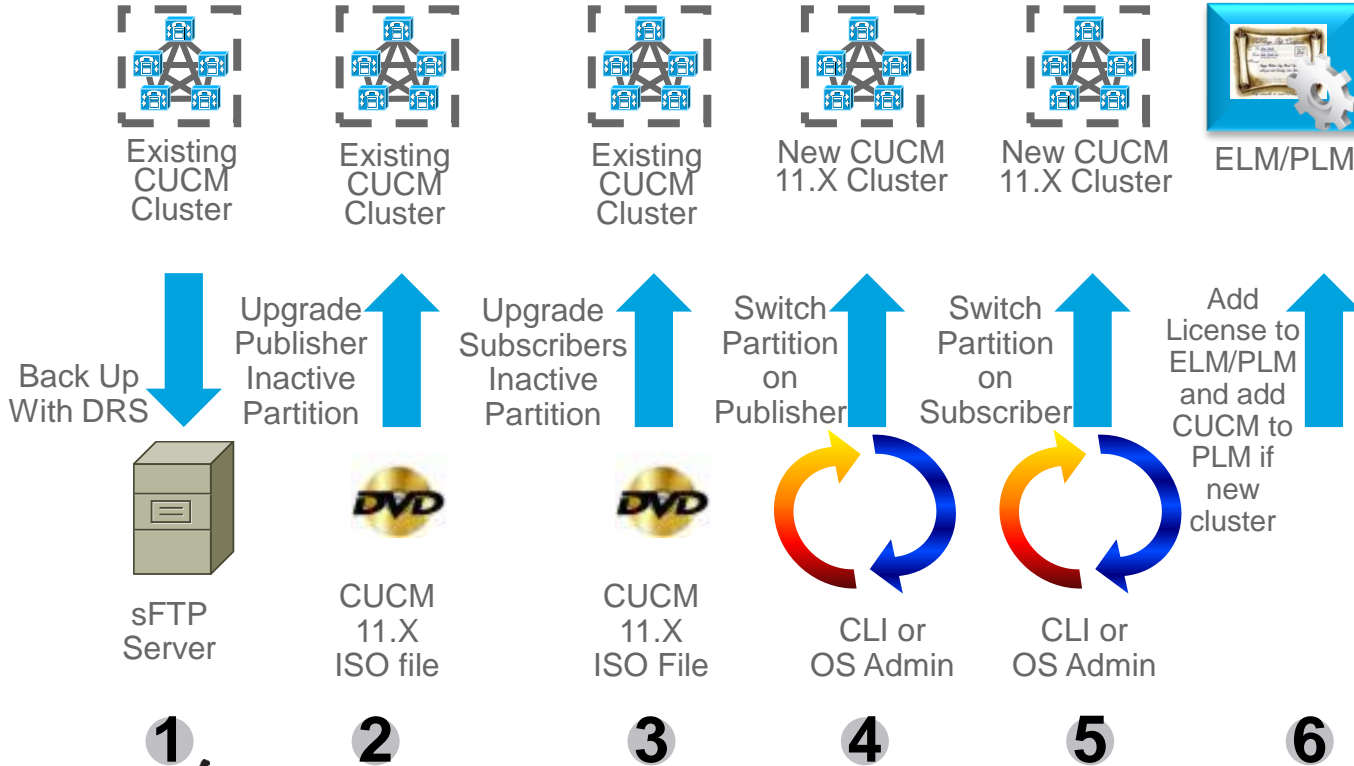 Existing
CUCM
Cluster
Existing
CUCM
Cluster
Existing
CUCM
Cluster
New CUCM
11.X Cluster
New CUCM
11.X Cluster
ELM/PLM
Back Up
With DRS
Upgrade
Publisher
Inactive
Partition
Upgrade
Subscribers
Inactive
Partition
Switch
Partition
on
Publisher
Switch
Partition
on
Subscriber
Add
License to
ELM/PLM
and add
CUCM to
PLM if
new
cluster
sFTP
Server
DVD
CUCM
11.X
ISO file
DVD
CUCM
11.X
ISO File
CLI or
OS Admin
CLI or
OS Admin
1
2
3
4
5
6